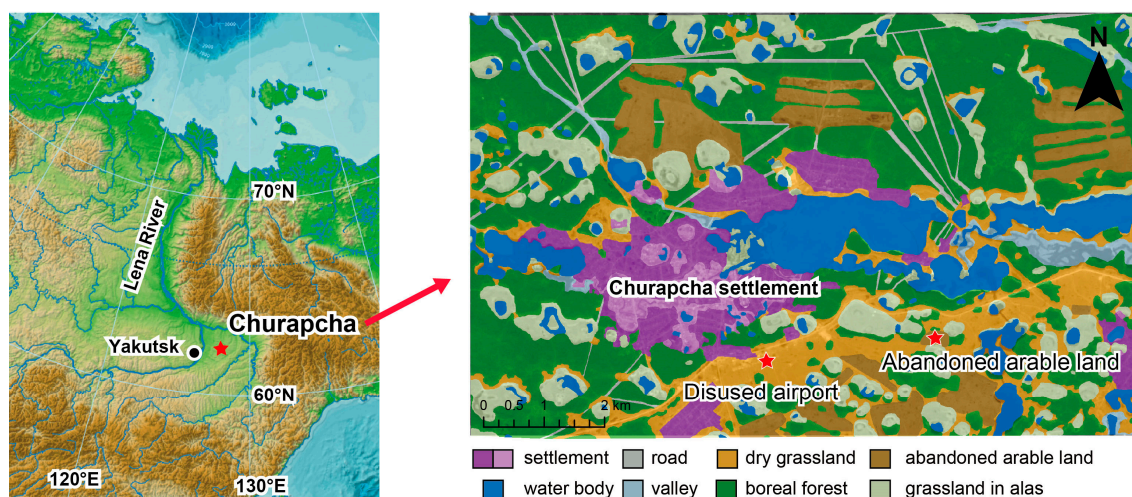 70°N
Lena River
Churapcha
Yakutsk
60°N
120°E
130°E
N
Churapcha settlement
Abandoned arable land
Disused airport
0 0.5 1 2 km
settlement road dry grassland abandoned arable land
water body valley boreal forest grassland in alas